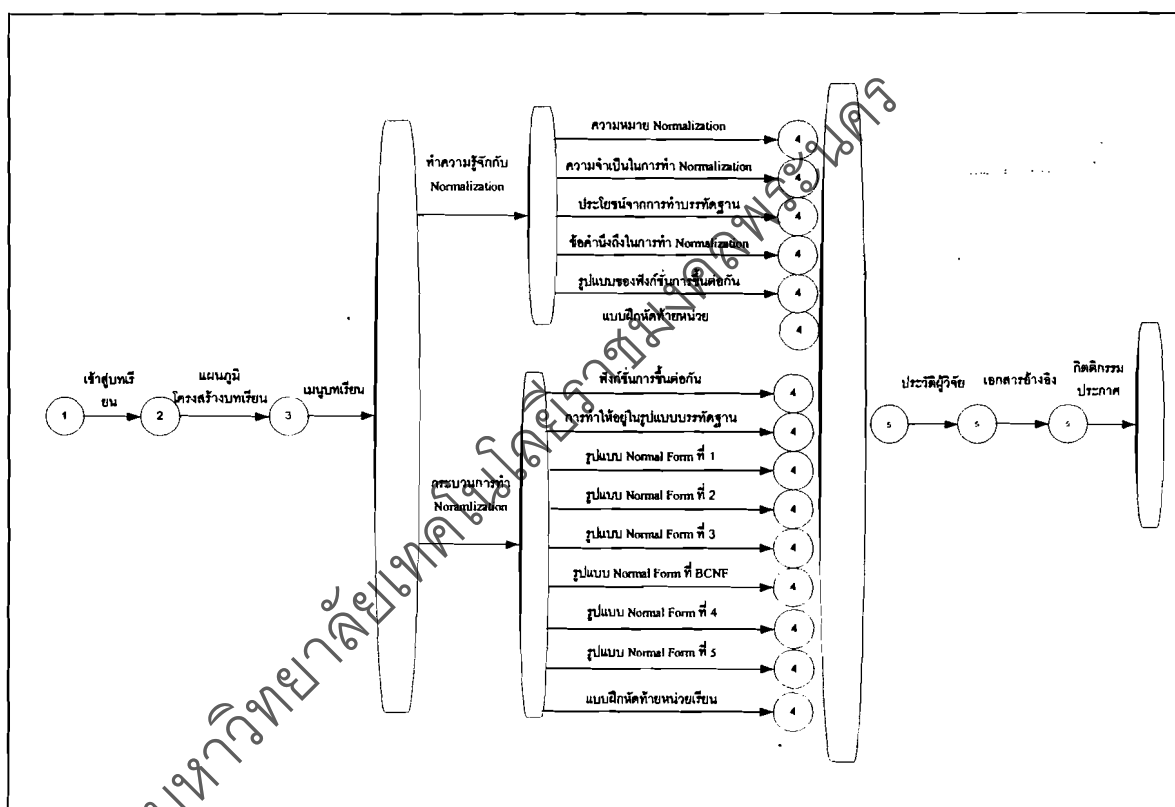 เข้าสู่บทเรี
ยน
1
แผนภูมิ
โครงสร้างบทเรียน
2
เมนูบทเรียน
3
ทำความรู้จักกับ
Normalization
ความหมาย Normalization
4
ความจำเป็นในการทำ Normalization
4
ประโยชน์จากการทำบรรทัดฐาน
4
ข้อคำนึงถึงในการทำ Normalization
4
รูปแบบของฟังก์ชั่นการขึ้นต่อกัน
4
แบบฝึกหัดท้ายหน่วย
4
กระบวนการทำ
Noramlization
ฟังก์ชั่นการขึ้นต่อกัน
4
การทำให้อยู่ในรูปแบบบรรทัดฐาน
4
รูปแบบ Normal Form ที่ 1
4
รูปแบบ Normal Form ที่ 2
4
รูปแบบ Normal Form ที่ 3
4
รูปแบบ Normal Form ที่ BCNF
4
รูปแบบ Normal Form ที่ 4
4
รูปแบบ Normal Form ที่ 5
4
แบบฝึกหัดท้ายหน่วยเรียน
4
ประวัติผู้วิจัย
5
เอกสารอ้างอิง
5
กิตติกรรม
ประกาศ
5
มหาวิทยาลัยเทคโนโลยีราชมงคลพระนคร